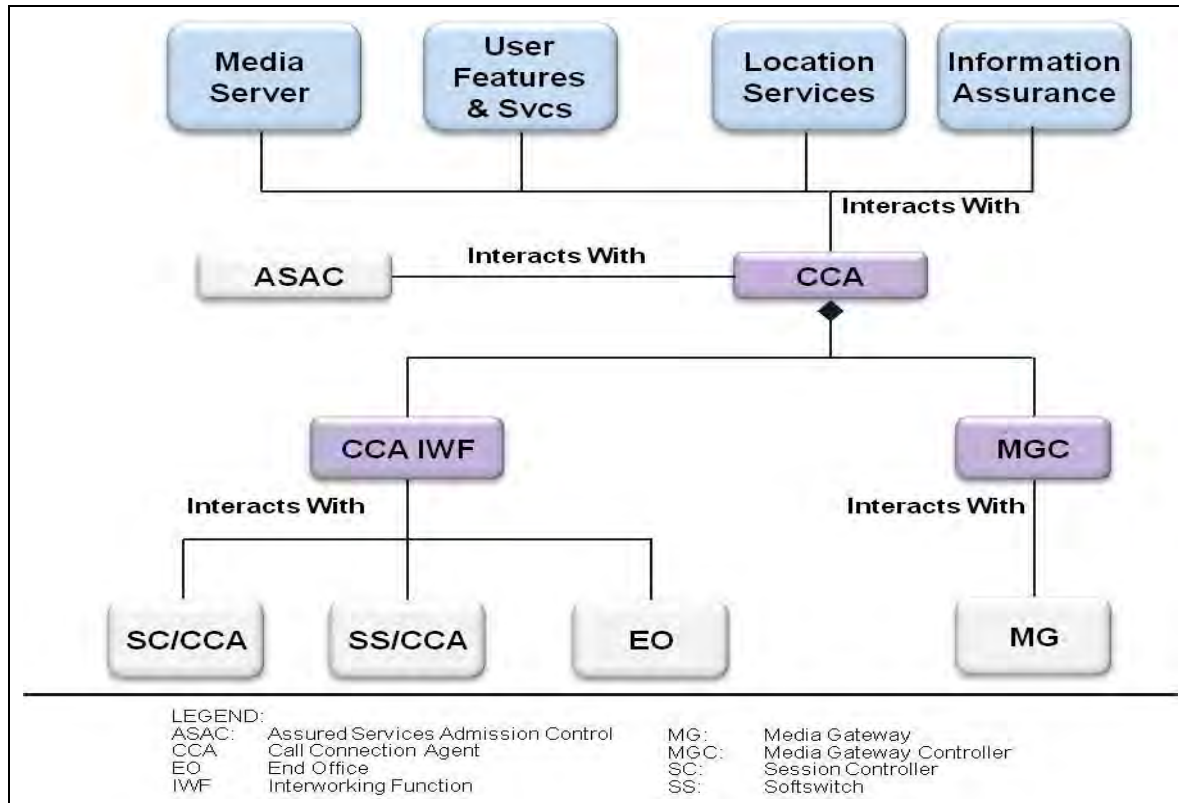 Media
Server
User
Features
& Svcs
Location
Services
Information
Assurance
Interacts With
Interacts With
ASAC
CCA
CCA IWF
MGC
Interacts With
Interacts With
SC/CCA
SS/CCA
EO
MG
LEGEND:
ASAC: Assured Services Admission Control
CCA Call Connection Agent
EO End Office
IWF Interworking Function
MG: Media Gateway
MGC: Media Gateway Controller
SC: Session Controller
SS: Softswitch